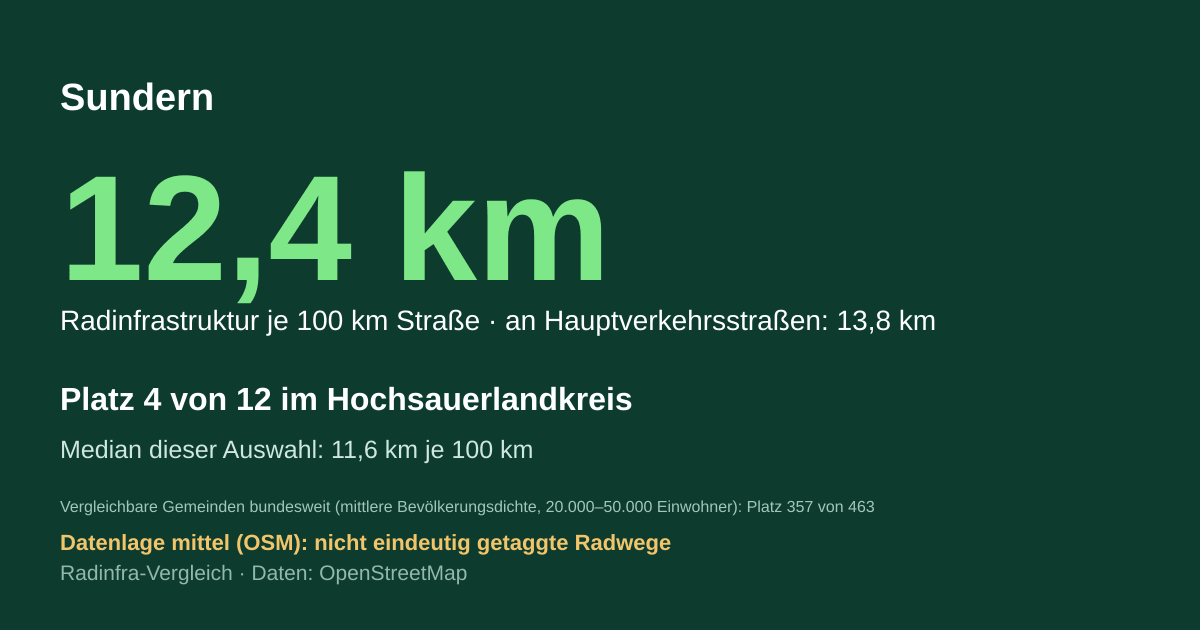 Sundern
12,4 km
Radinfrastruktur je 100 km Straße · an Hauptverkehrsstraßen: 13,8 km
Platz 4 von 12 im Hochsauerlandkreis
Median dieser Auswahl: 11,6 km je 100 km
Vergleichbare Gemeinden bundesweit (mittlere Bevölkerungsdichte, 20.000–50.000 Einwohner): Platz 357 von 463
Datenlage mittel (OSM): nicht eindeutig getaggte Radwege
Radinfra-Vergleich · Daten: OpenStreetMap